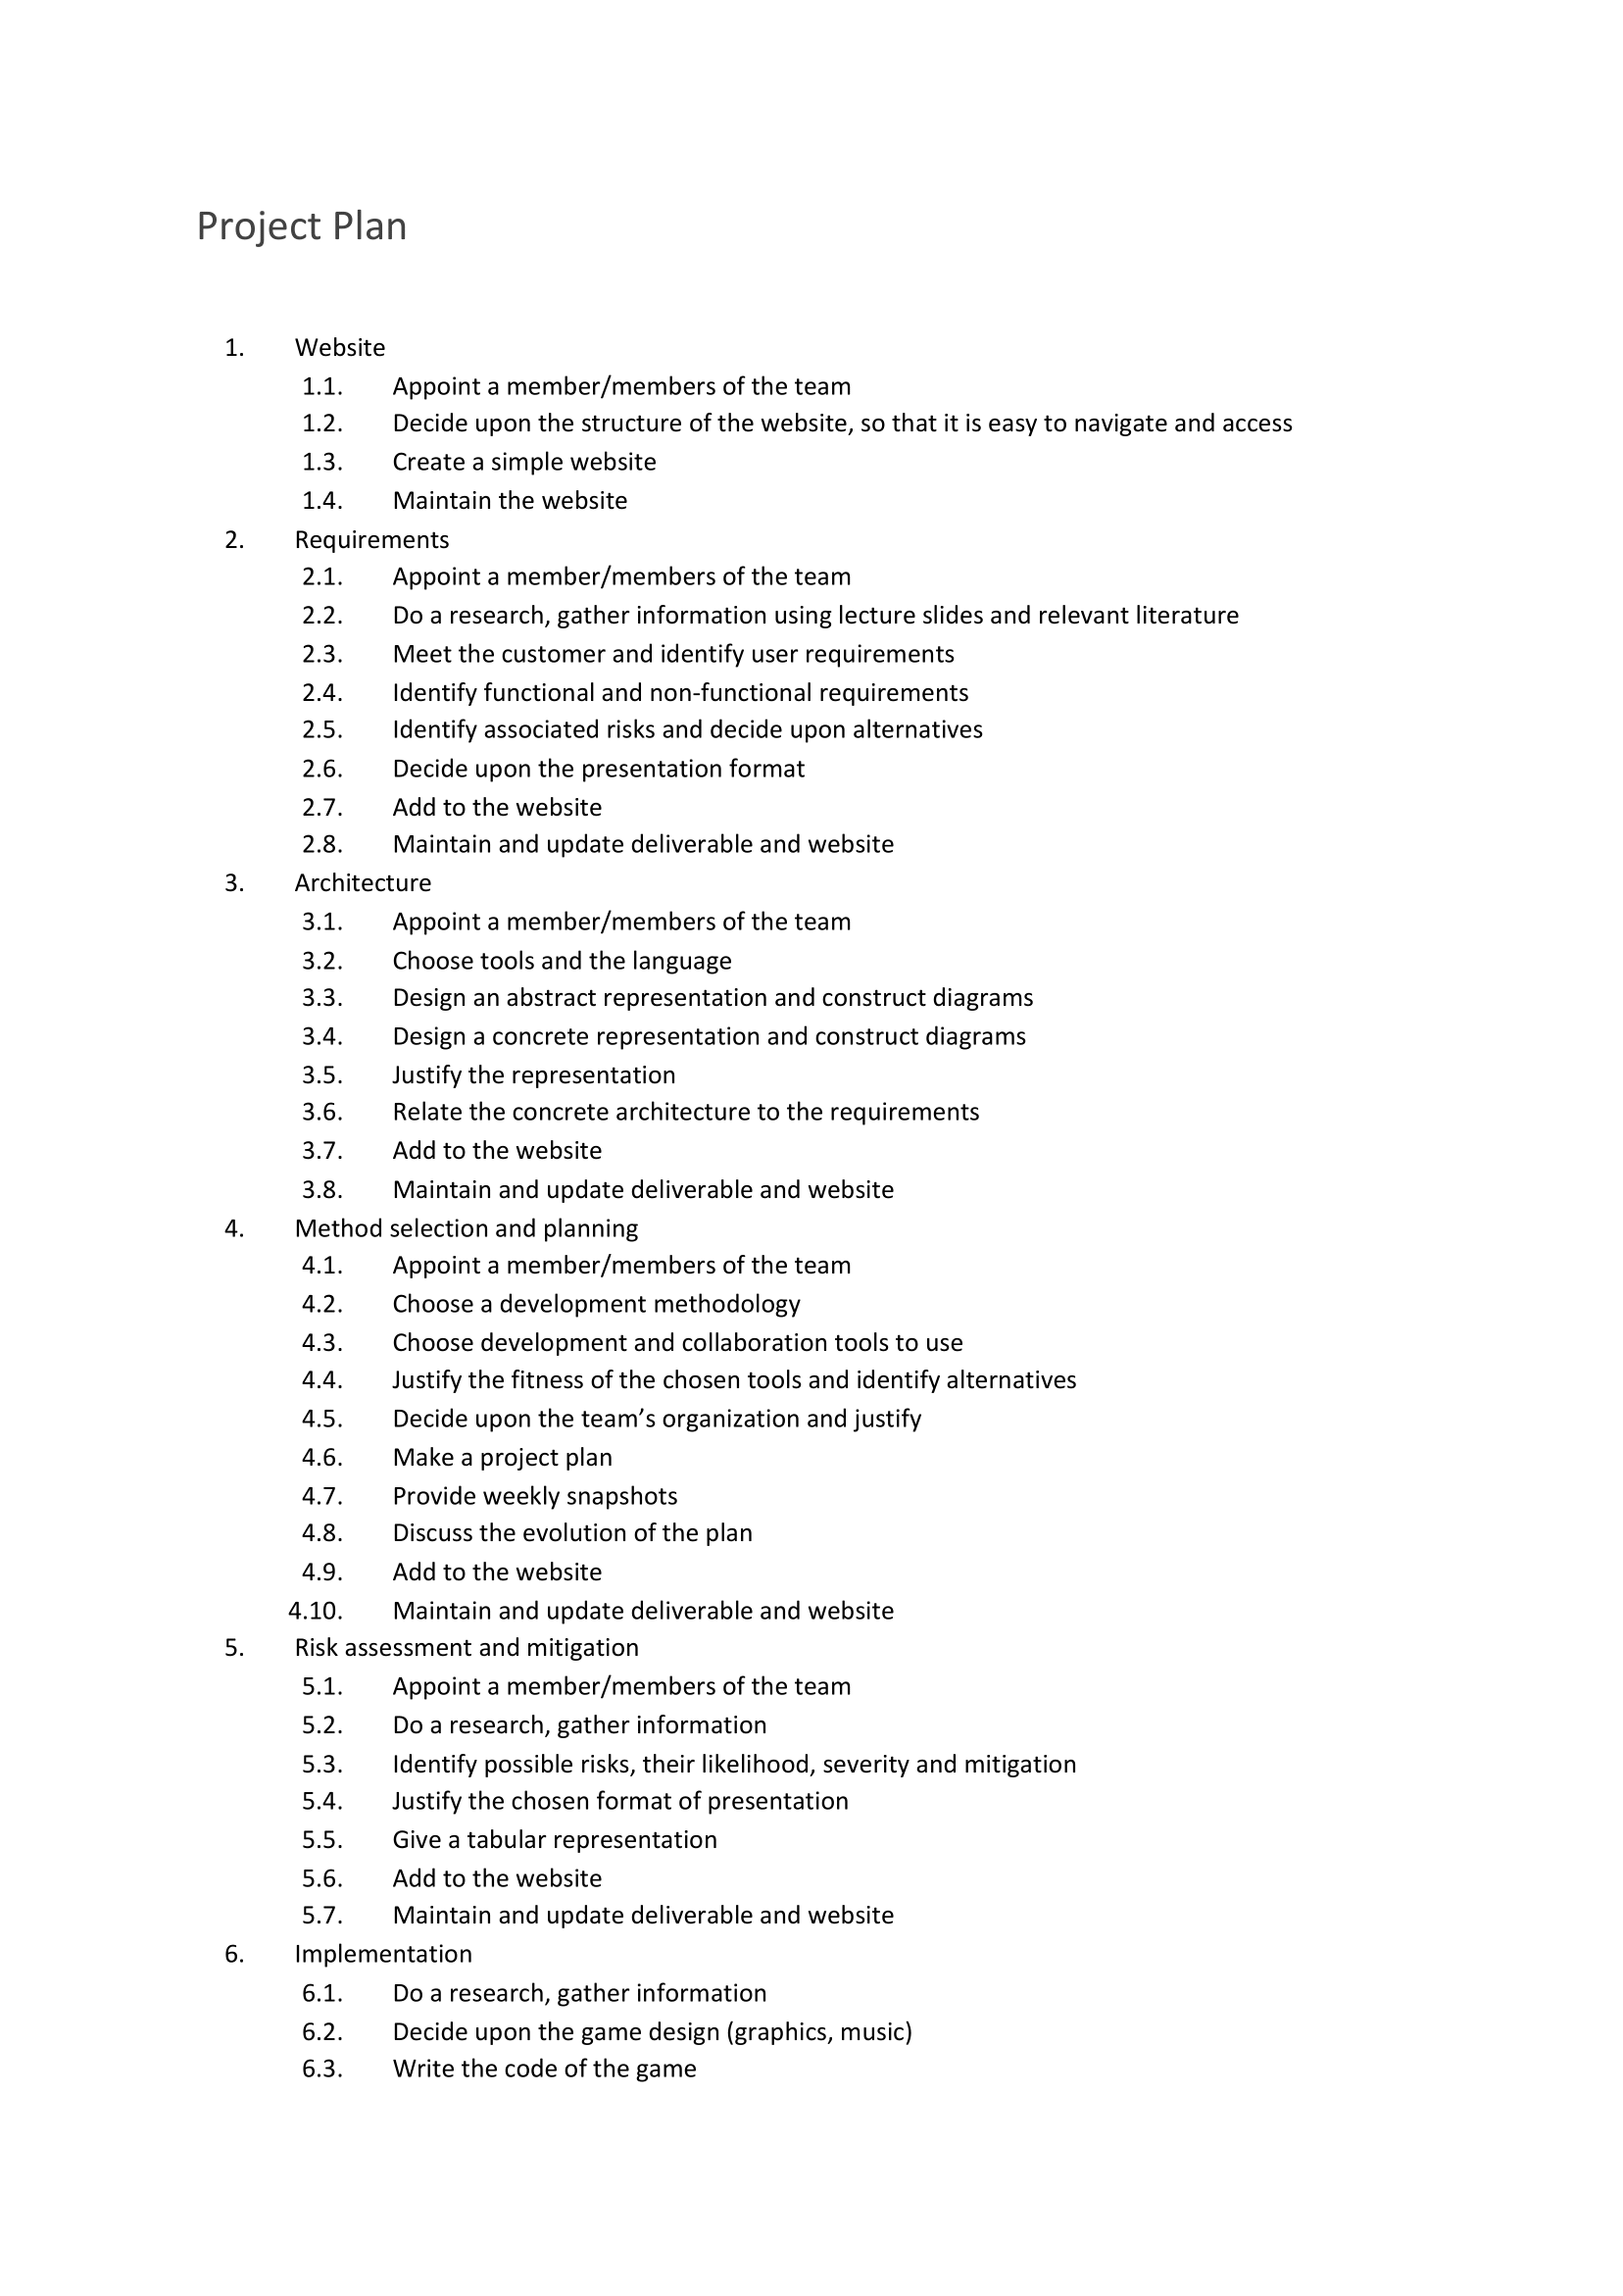 Project Plan
1. Website
1.1. Appoint a member/members of the team
1.2. Decide upon the structure of the website, so that it is easy to navigate and access
1.3. Create a simple website
1.4. Maintain the website
2. Requirements
2.1. Appoint a member/members of the team
2.2. Do a research, gather information using lecture slides and relevant literature
2.3. Meet the customer and identify user requirements
2.4. Identify functional and non-functional requirements
2.5. Identify associated risks and decide upon alternatives
2.6. Decide upon the presentation format
2.7. Add to the website
2.8. Maintain and update deliverable and website
3. Architecture
3.1. Appoint a member/members of the team
3.2. Choose tools and the language
3.3. Design an abstract representation and construct diagrams
3.4. Design a concrete representation and construct diagrams
3.5. Justify the representation
3.6. Relate the concrete architecture to the requirements
3.7. Add to the website
3.8. Maintain and update deliverable and website
4. Method selection and planning
4.1. Appoint a member/members of the team
4.2. Choose a development methodology
4.3. Choose development and collaboration tools to use
4.4. Justify the fitness of the chosen tools and identify alternatives
4.5. Decide upon the team’s organization and justify
4.6. Make a project plan
4.7. Provide weekly snapshots
4.8. Discuss the evolution of the plan
4.9. Add to the website
4.10. Maintain and update deliverable and website
5. Risk assessment and mitigation
5.1. Appoint a member/members of the team
5.2. Do a research, gather information
5.3. Identify possible risks, their likelihood, severity and mitigation
5.4. Justify the chosen format of presentation
5.5. Give a tabular representation
5.6. Add to the website
5.7. Maintain and update deliverable and website
6. Implementation
6.1. Do a research, gather information
6.2. Decide upon the game design (graphics, music)
6.3. Write the code of the game